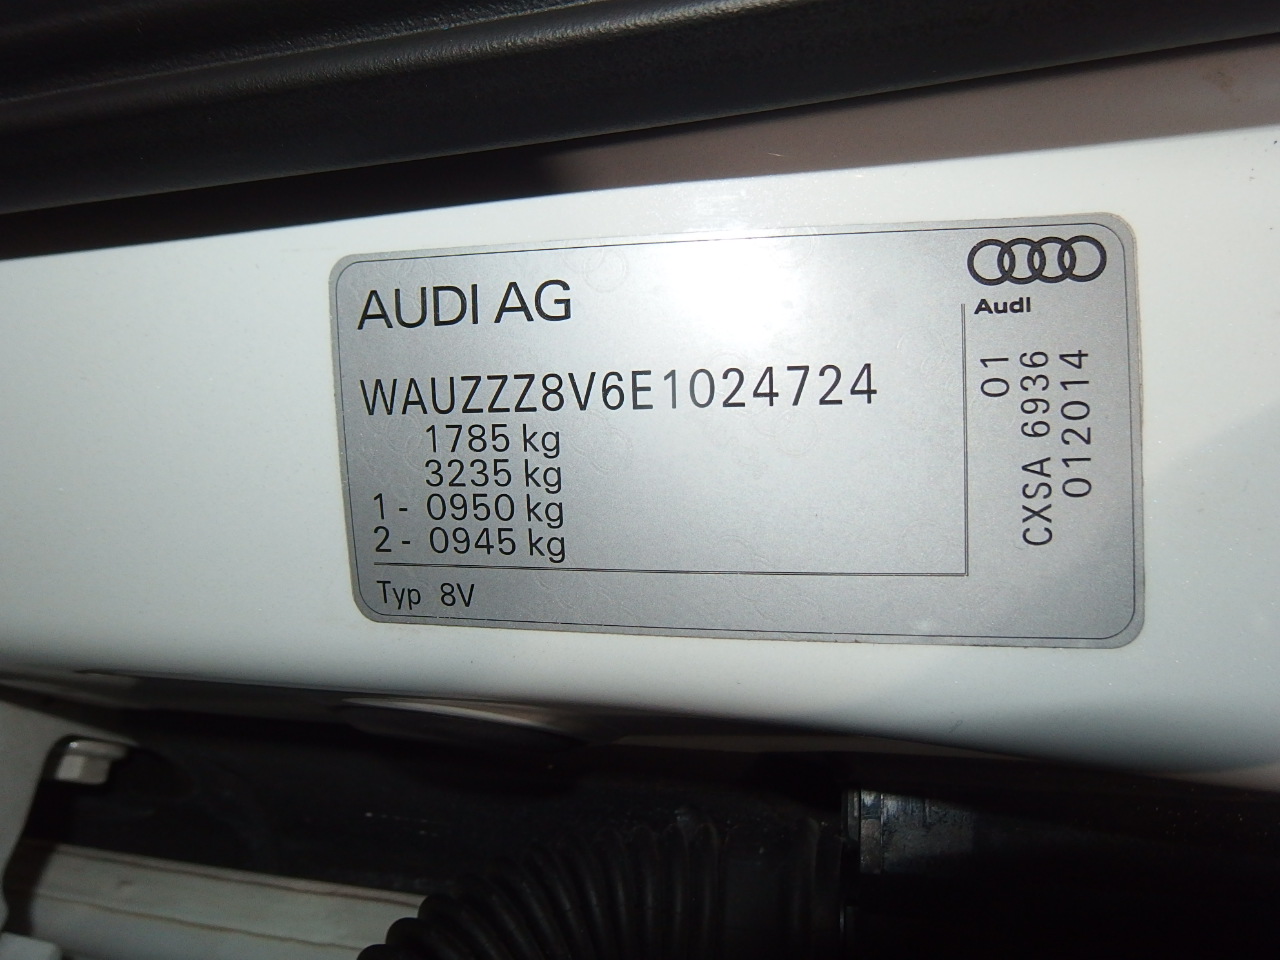 AUDI AG
WAUZZZ8V6E1024724
1785 kg
3235 kg
1 - 0950 kg
2 - 0945 kg
Typ 8V
Audi
01
CXSA 6936
012014